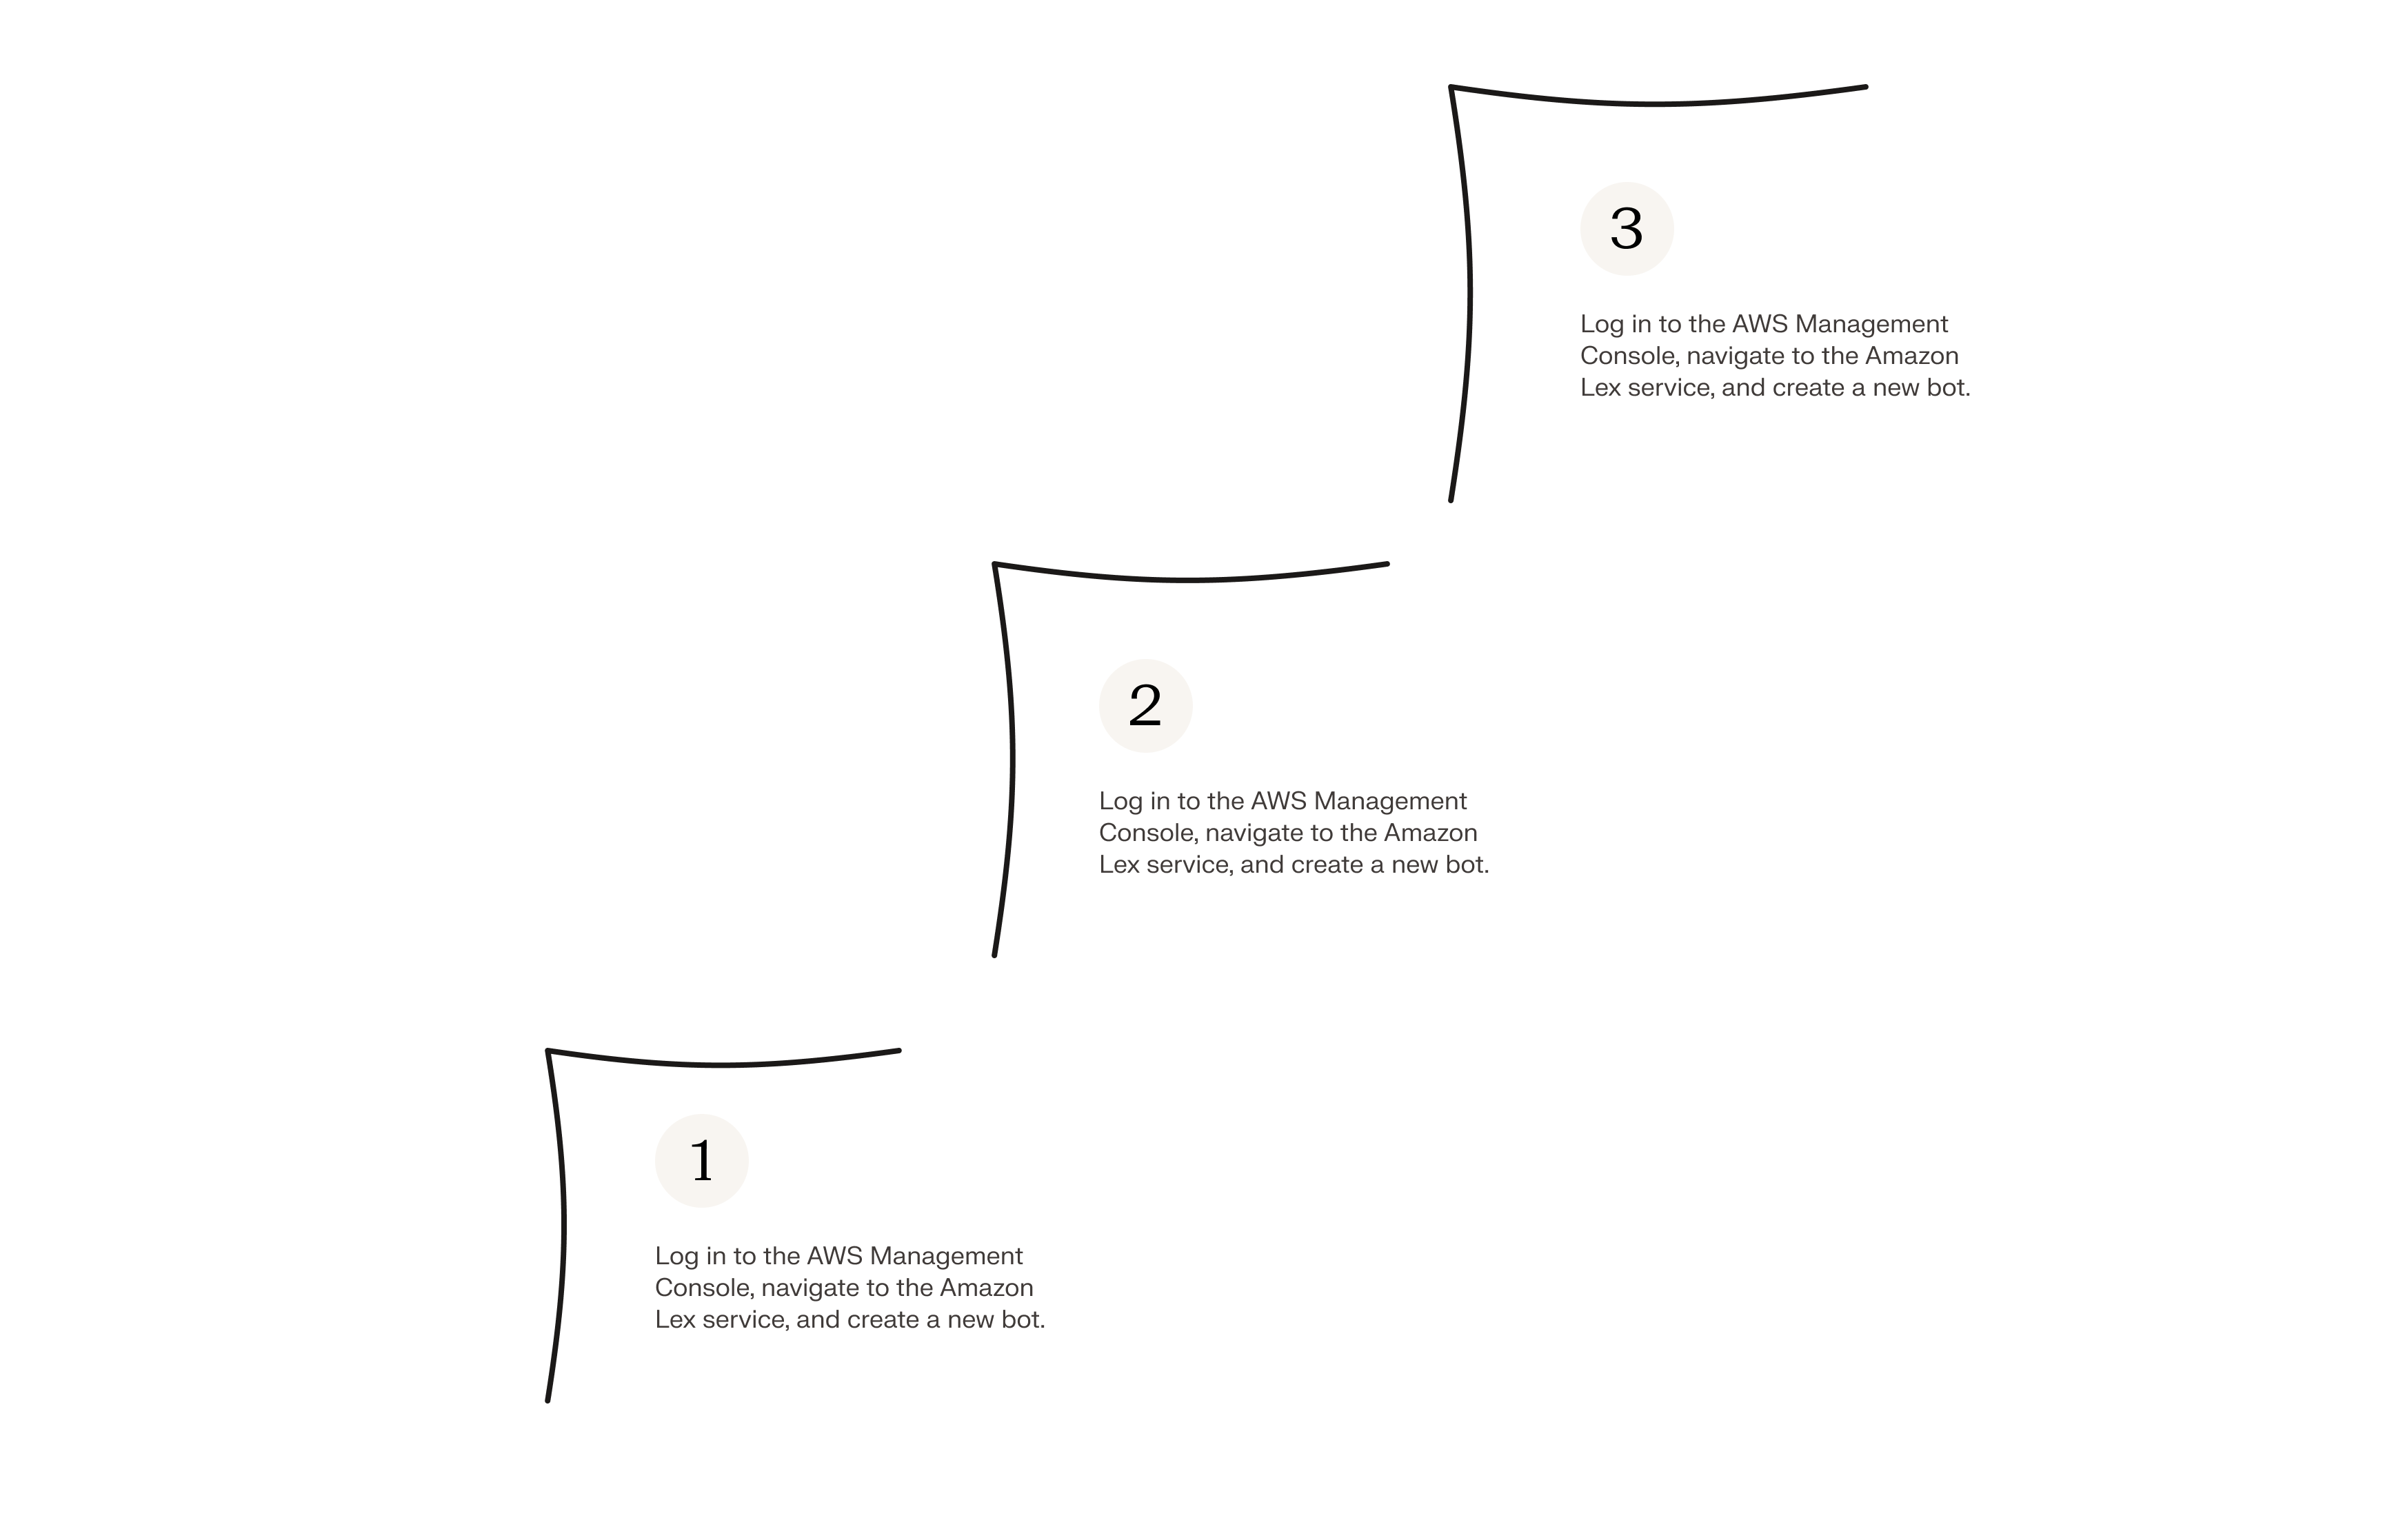 3
Log in to the AWS Management
Console, navigate to the Amazon
Lex service, and create a new bot.
2
Log in to the AWS Management
Console, navigate to the Amazon
Lex service, and create a new bot.
1
Log in to the AWS Management
Console, navigate to the Amazon
Lex service, and create a new bot.